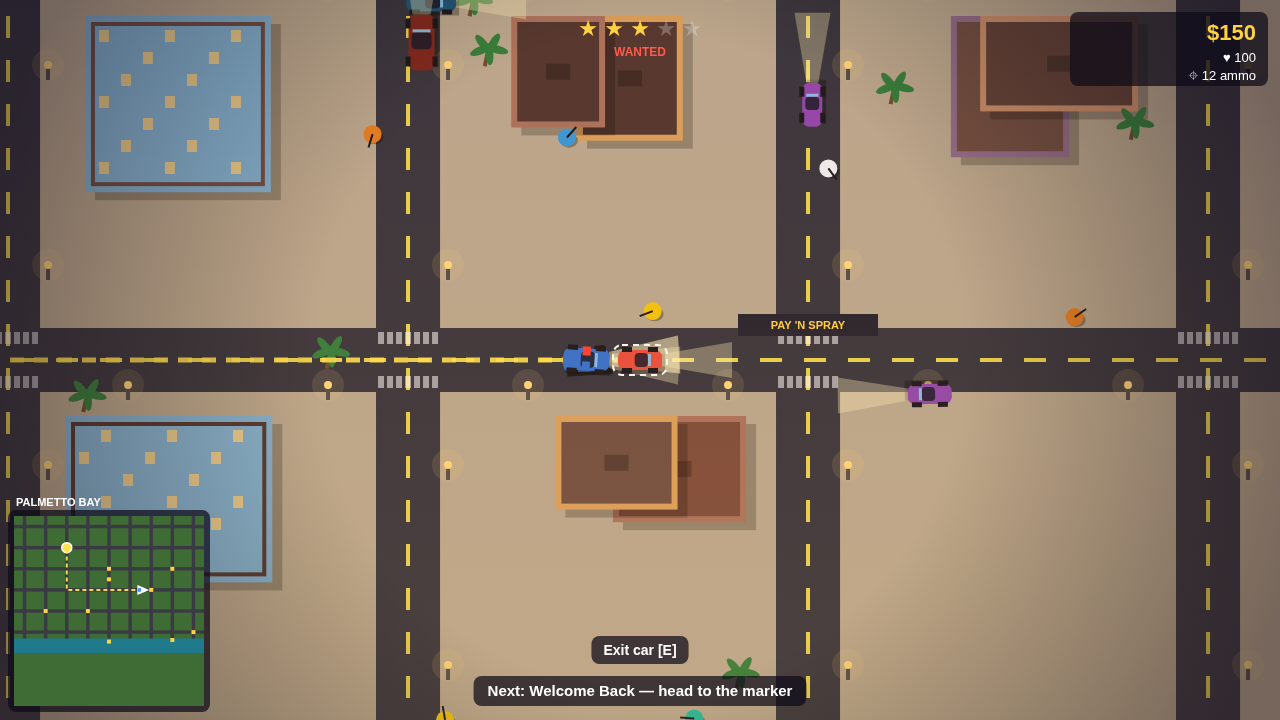 WANTED
$150
♥ 100
⌖ 12 ammo
PAY 'N SPRAY
PALMETTO BAY
Exit car [E]
Next: Welcome Back — head to the marker